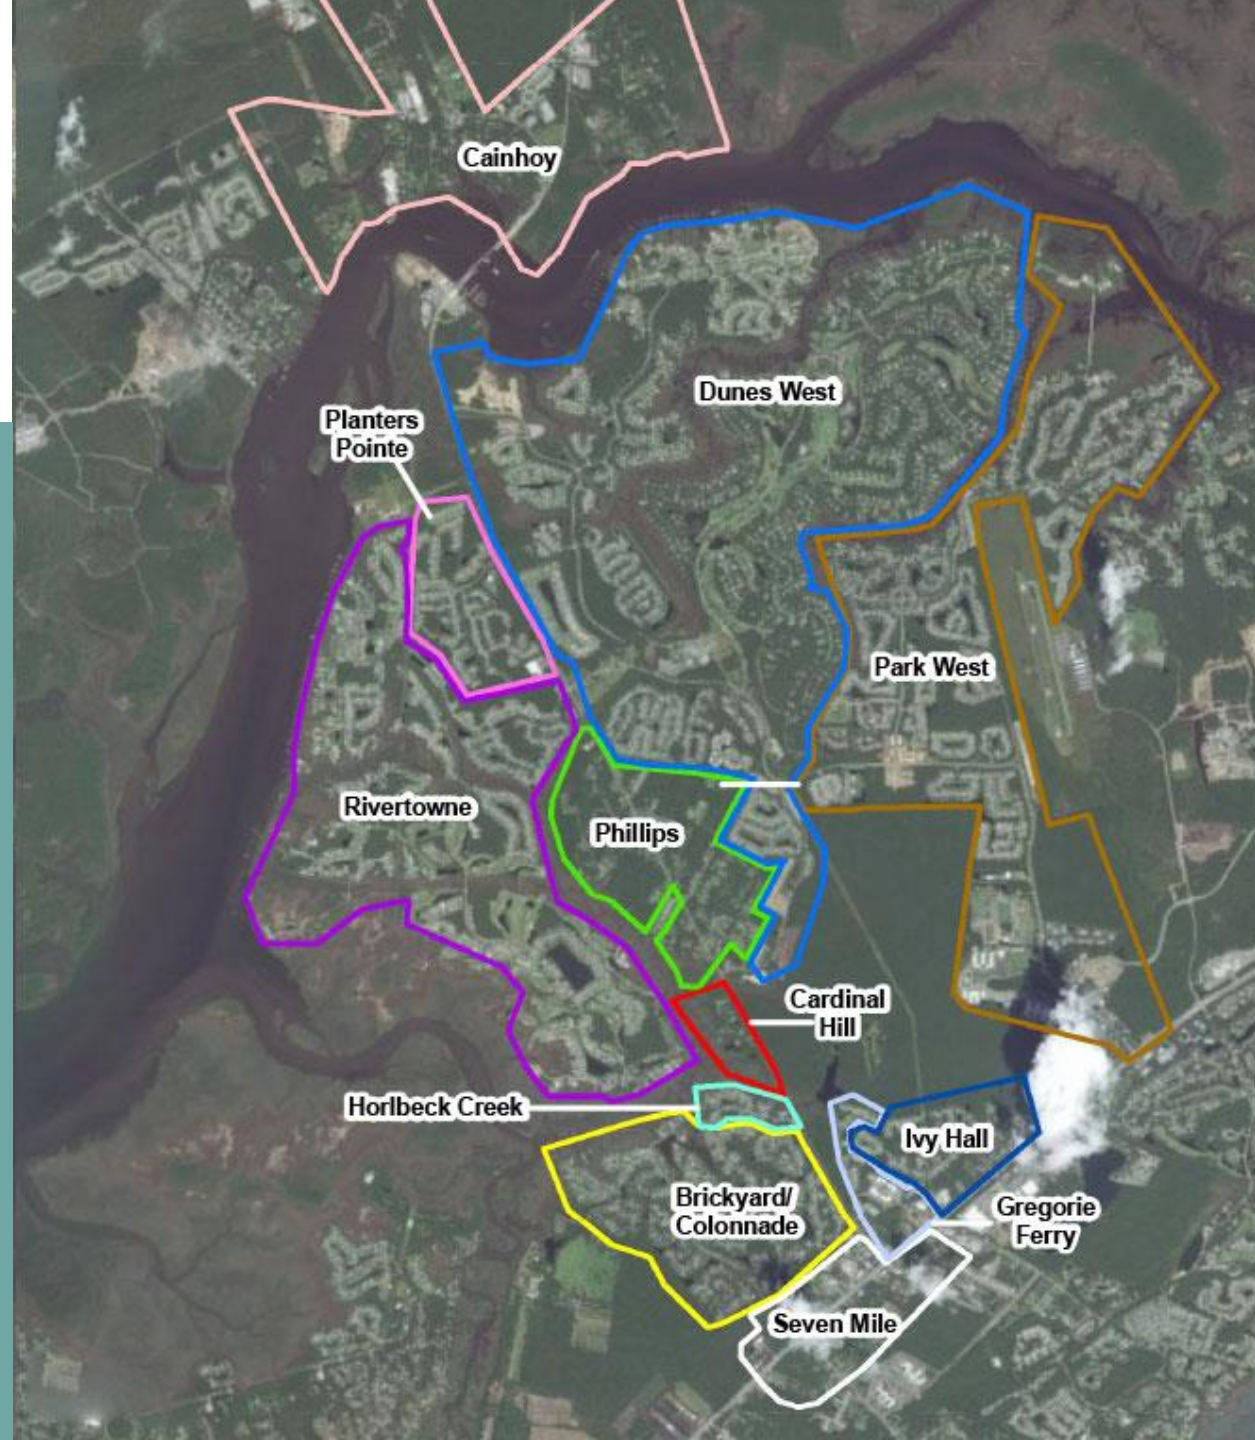 Cainhoy
Dunes West
Planters
Pointe
Park West
Rivertowne
Phillips
Cardinal
Hill
Horlbeck Creek
Ivy Hall
Brickyard/
Colonnade
Gregorie
Ferry
Seven Mile